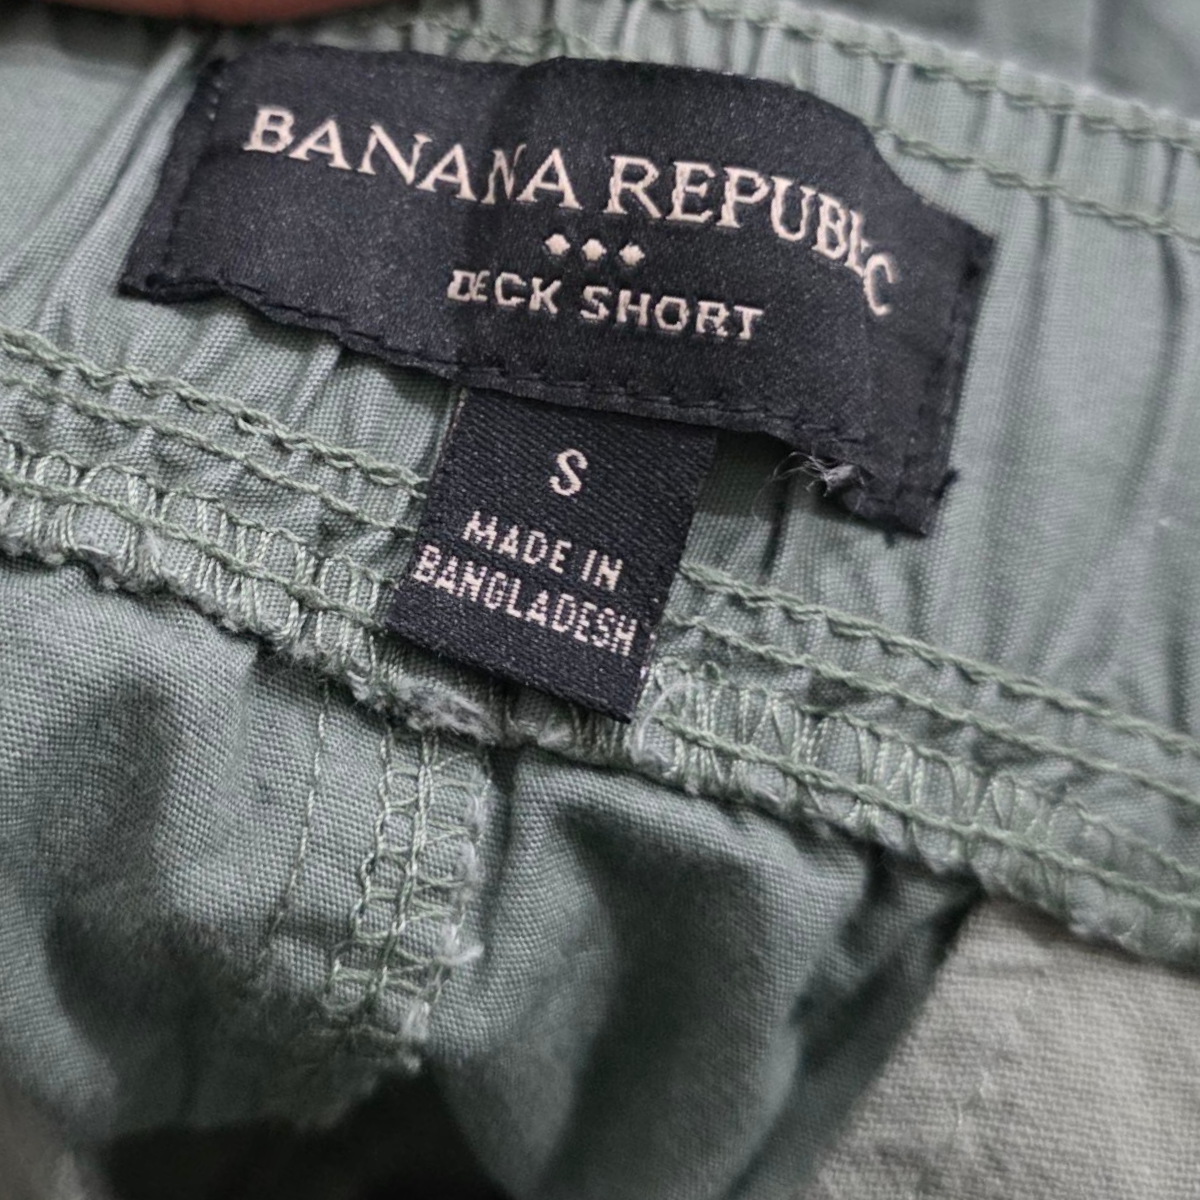 BANANA REPUBLIC
DECK SHORT
S
MADE IN
BANGLADESH